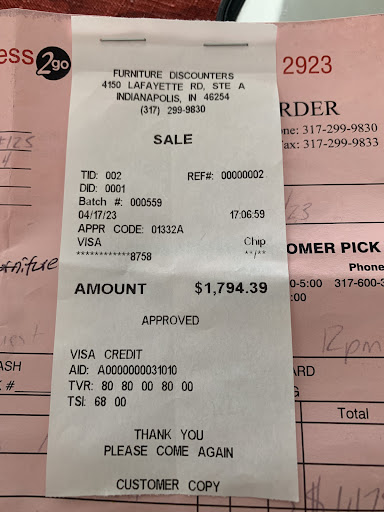 ess 2go
2923
RDER
ne: 317-299-9830
ax: 317-299-9833
FURNITURE DISCOUNTERS
4150 LAFAYETTE RD, STE A
INDIANAPOLIS, IN 46254
(317) 299-9830
SALE
TID: 002 REF#: 00000002
DID: 0001
Batch #: 000559
04/17/23 17:06:59
APPR CODE: 01332A
VISA Chip
************8758 **/**
AMOUNT $1,794.39
APPROVED
VISA CREDIT
AID: A0000000031010
TVR: 80 80 00 80 00
TSI: 68 00
THANK YOU
PLEASE COME AGAIN
CUSTOMER COPY
OMER PICK
Phone
0-5:00 317-600-3
:00
12pm
ASH
#
ARD
Total